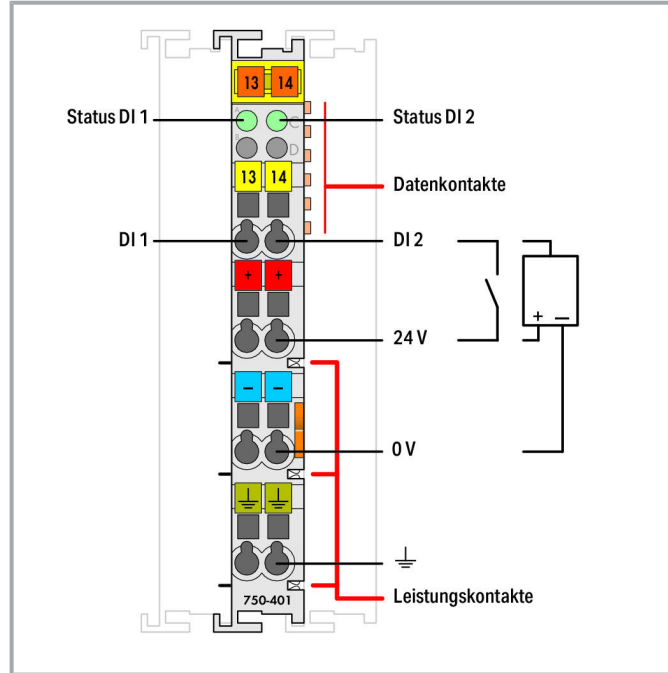 13 14
Status DI 1
A
C
Status DI 2
B
D
13 14
Datenkontakte
DI 1
DI 2
+ +
+ −
24 V
− −
0 V
750-401
Leistungskontakte